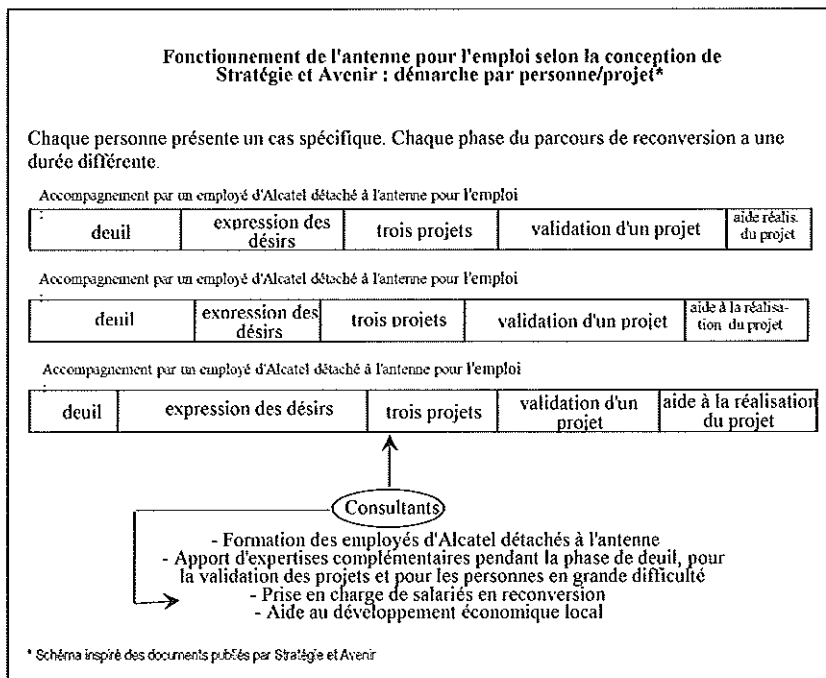 Fonctionnement de l'antenne pour l'emploi selon la conception de
Stratégie et Avenir : démarche par personne/projet*
Chaque personne présente un cas spécifique. Chaque phase du parcours de reconversion a une
durée différente.
Accompagnement par un employé d'Alcatel détaché à l'antenne pour l'emploi
:
deuil
expression des
désirs
trois projets
validation d'un projet
aide réalis.
du projet
Accompagnement par un employé d'Alcatel détaché à l'antenne pour l'emploi
:
deuil
expression des
désirs
trois projets
validation d'un projet
aide à la réalisa-
tion du projet
Accompagnement par un employé d'Alcatel détaché à l'antenne pour l'emploi
:
deuil
expression des désirs
trois projets
validation d'un
projet
aide à la réalisation
du projet
Consultants
- Formation des employés d'Alcatel détachés à l'antenne
- Apport d'expertises complémentaires pendant la phase de deuil, pour
la validation des projets et pour les personnes en grande difficulté
- Prise en charge de salariés en reconversion
- Aide au développement économique local
* Schéma inspiré des documents publiés par Stratégie et Avenir